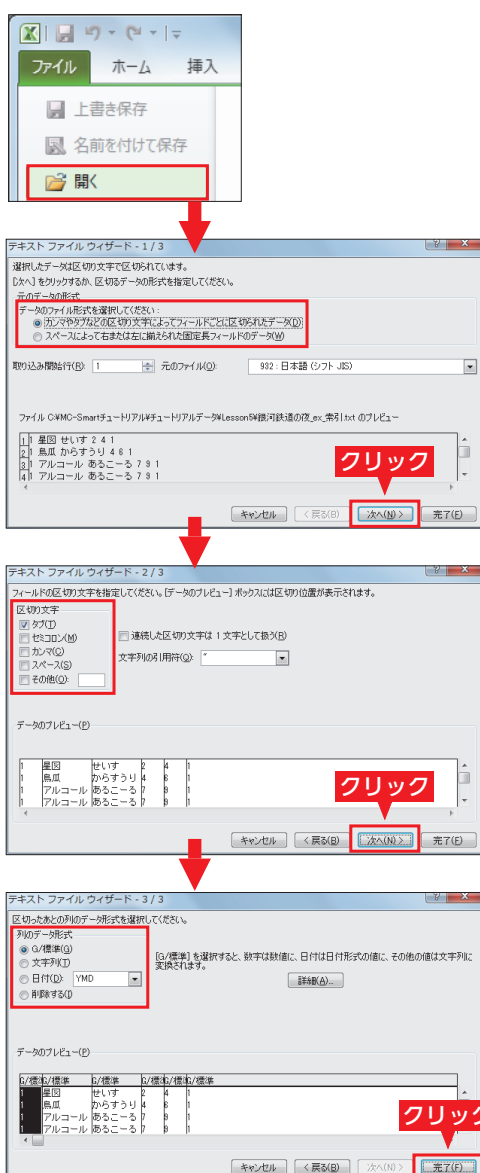 ファイル ホーム 挿入
上書き保存
名前を付けて保存
開く
テキスト ファイル ウィザード - 1 / 3
選択したデータは区切り文字で区切られています。
[次へ] をクリックするか、区切るデータの形式を指定してください。
元のデータの形式
データのファイル形式を選択してください:
カンマやタブなどの区切り文字によってフィールドごとに区切られたデータ(D)
スペースによって右または左に揃えられた固定長フィールドのデータ(W)
取り込み開始行(R): 1 元のファイル(O): 932 : 日本語 (シフト JIS)
ファイル C:¥MC-Smartチュートリアル¥チュートリアルデータ¥Lesson5¥銀河鉄道の夜_ex_索引.txt のプレビュー
1 1 星図 せいず 2 4 1
2 1 烏瓜 からすうり 4 6 1
3 1 アルコール あるこーる 7 9 1
4 1 アルコール あるこーる 7 9 1
クリック
キャンセル < 戻る(B) 次へ(N) > 完了(F)
テキスト ファイル ウィザード - 2 / 3
フィールドの区切り文字を指定してください。[データのプレビュー] ボックスには区切り位置が表示されます。
区切り文字
タブ(T)
セミコロン(M)
カンマ(C)
スペース(S)
その他(O):
連続した区切り文字は 1 文字として扱う(R)
文字列の引用符(Q): "
データのプレビュー(P)
1 星図 せいず 2 4 1
1 烏瓜 からすうり 4 6 1
1 アルコール あるこーる 7 9 1
1 アルコール あるこーる 7 9 1
クリック
キャンセル < 戻る(B) 次へ(N) > 完了(F)
テキスト ファイル ウィザード - 3 / 3
区切ったあとの列のデータ形式を選択してください。
列のデータ形式
G/標準(G)
文字列(T)
日付(D): YMD
削除する(I)
[G/標準] を選択すると、数字は数値に、日付は日付形式の値に、その他の値は文字列に
変換されます。
詳細(A)...
データのプレビュー(P)
G/標準 G/標準 G/標準 G/標準 G/標準 G/標準
1 星図 せいず 2 4 1
1 烏瓜 からすうり 4 6 1
1 アルコール あるこーる 7 9 1
1 アルコール あるこーる 7 9 1
クリック
キャンセル < 戻る(B) 次へ(N) > 完了(F)